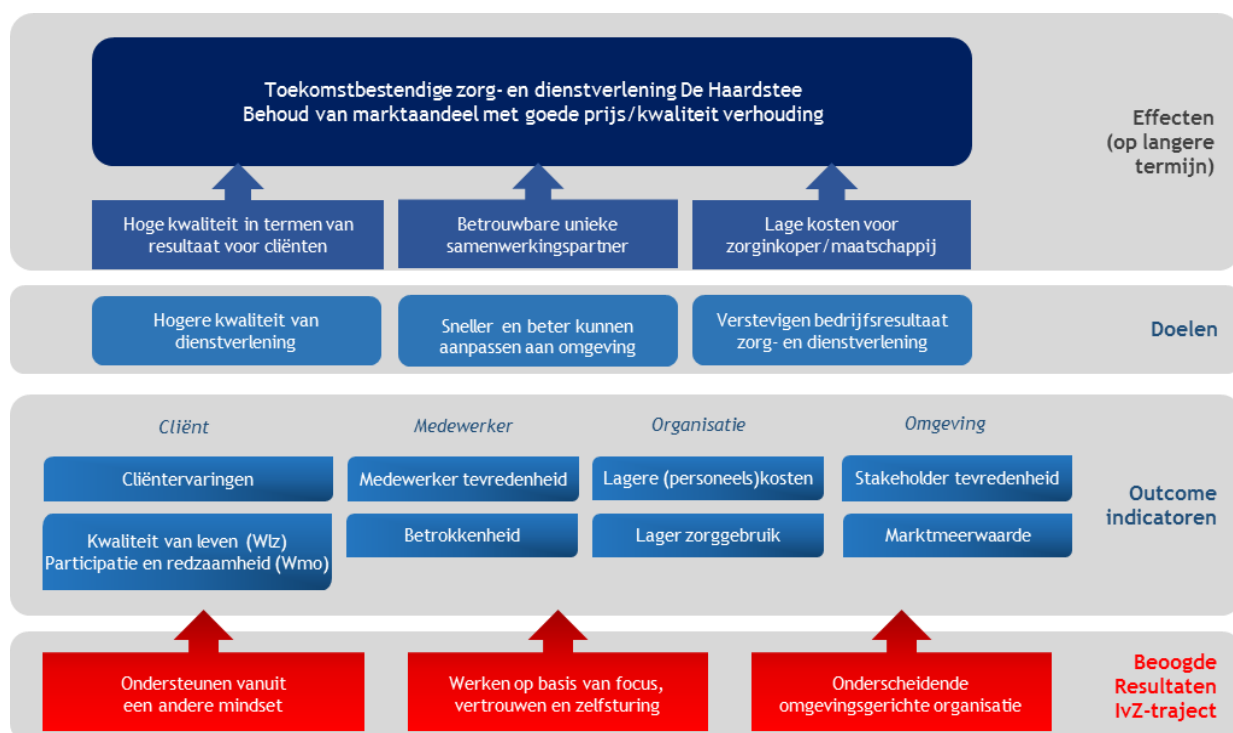 Toekomstbestendige zorg- en dienstverlening De Haardstee
Behoud van marktaandeel met goede prijs/kwaliteit verhouding
Effecten
(op langere
termijn)
Hoge kwaliteit in termen van
resultaat voor cliënten
Betrouwbare unieke
samenwerkingspartner
Lage kosten voor
zorginkoper/maatschappij
Hogere kwaliteit van
dienstverlening
Sneller en beter kunnen
aanpassen aan omgeving
Verstevigen bedrijfsresultaat
zorg- en dienstverlening
Doelen
Cliënt
Medewerker
Organisatie
Omgeving
Cliëntervaringen
Medewerker tevredenheid
Lagere (personeels)kosten
Stakeholder tevredenheid
Kwaliteit van leven (Wlz)
Participatie en redzaamheid (Wmo)
Betrokkenheid
Lager zorggebruik
Marktmeerwaarde
Outcome
indicatoren
Ondersteunen vanuit
een andere mindset
Werken op basis van focus,
vertrouwen en zelfsturing
Onderscheidende
omgevingsgerichte organisatie
Beoogde
Resultaten
IvZ-traject